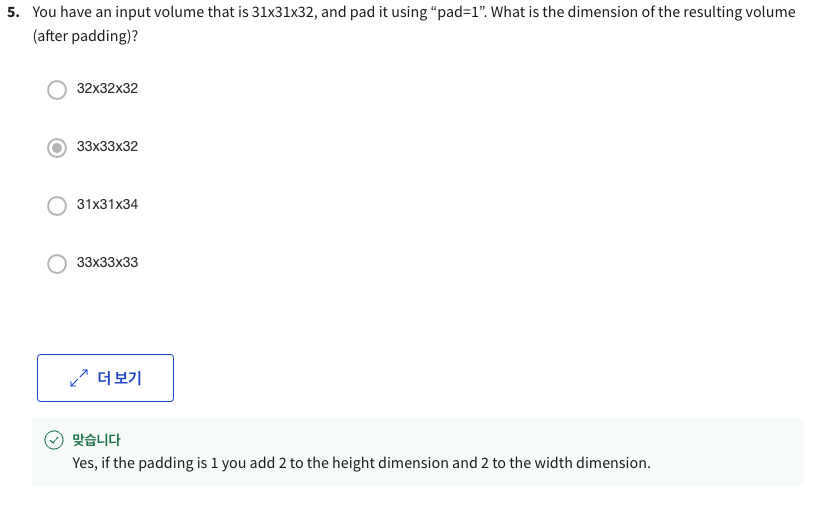 5. You have an input volume that is 31x31x32, and pad it using “pad=1”. What is the dimension of the resulting volume
(after padding)?
32x32x32
33x33x32
31x31x34
33x33x33
더 보기
맞습니다
Yes, if the padding is 1 you add 2 to the height dimension and 2 to the width dimension.